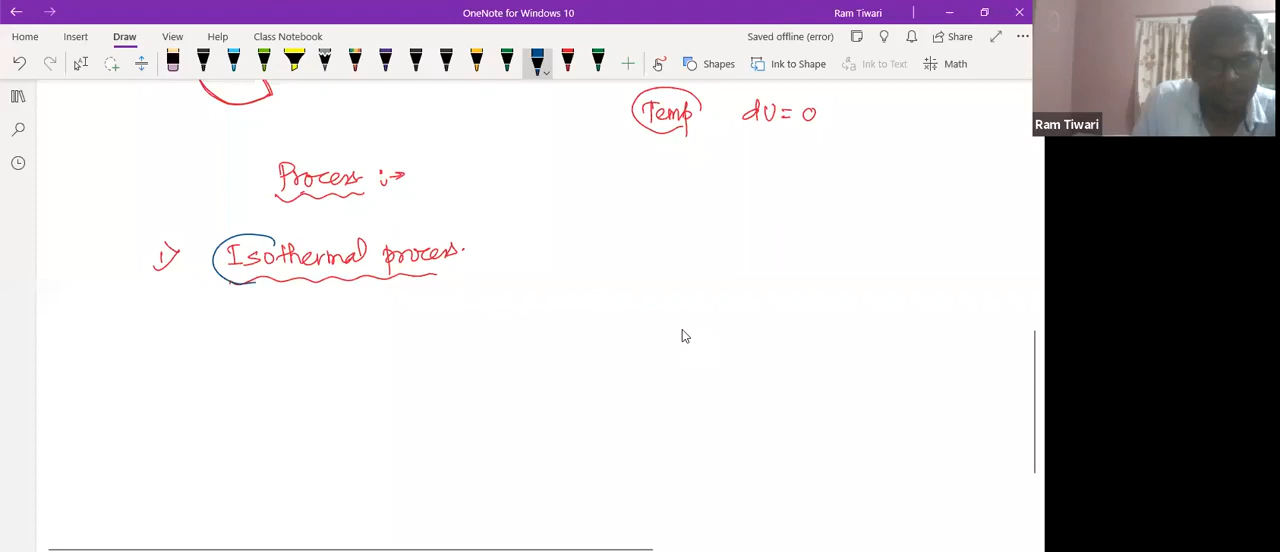 OneNote for Windows 10
Ram Tiwari
Home Insert Draw View Help Class Notebook
Saved offline (error) Share
Shapes Ink to Shape Ink to Text Math
Ram Tiwari
Temp dU = 0
Process :→
1) Isothermal process.